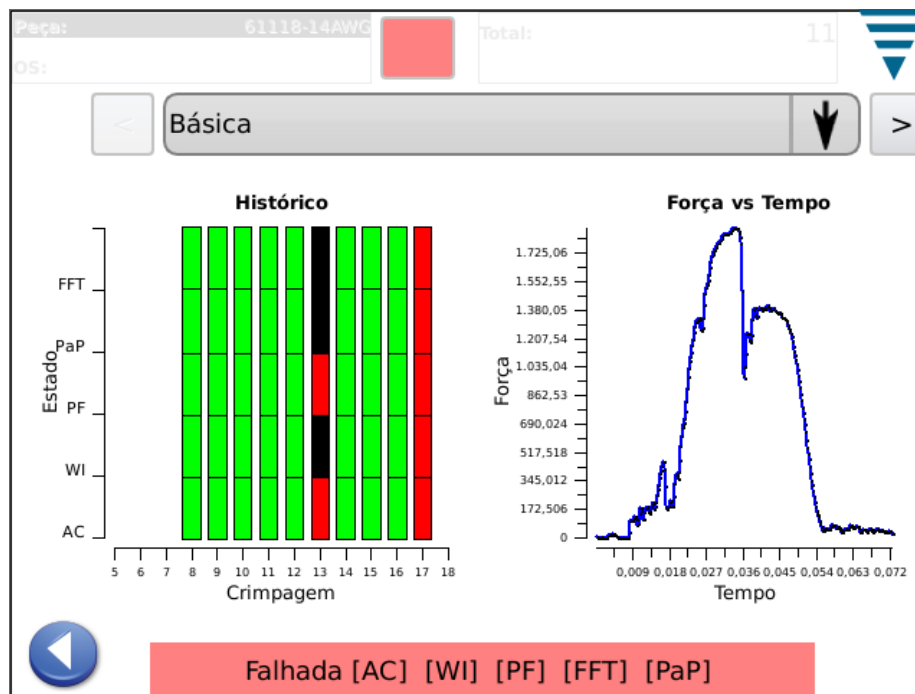 Peça: 61118-14AWG
Total: 11
OS:
<
Básica
>
Histórico
FFT
PaP
PF
WI
AC
Estado
5 6 7 8 9 10 11 12 13 14 15 16 17 18
Crimpagem
Força vs Tempo
1.725,06
1.552,55
1.380,05
1.207,54
1.035,04
862,53
690,024
517,518
345,012
172,506
0
Força
0,009 0,018 0,027 0,036 0,045 0,054 0,063 0,072
Tempo
Falhada [AC] [WI] [PF] [FFT] [PaP]